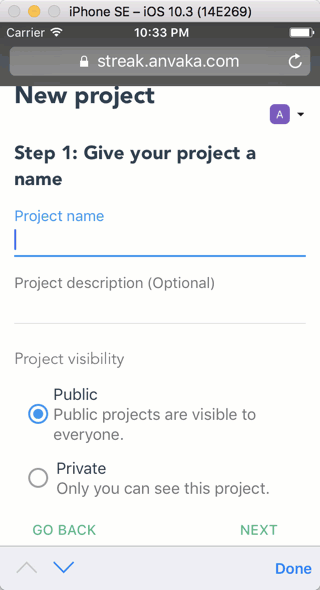 iPhone SE – iOS 10.3 (14E269)
Carrier 10:33 PM
streak.anvaka.com
New project
A
Step 1: Give your project a
name
Project name
Project description (Optional)
Project visibility
Public
Public projects are visible to
everyone.
Private
Only you can see this project.
GO BACK NEXT
Done